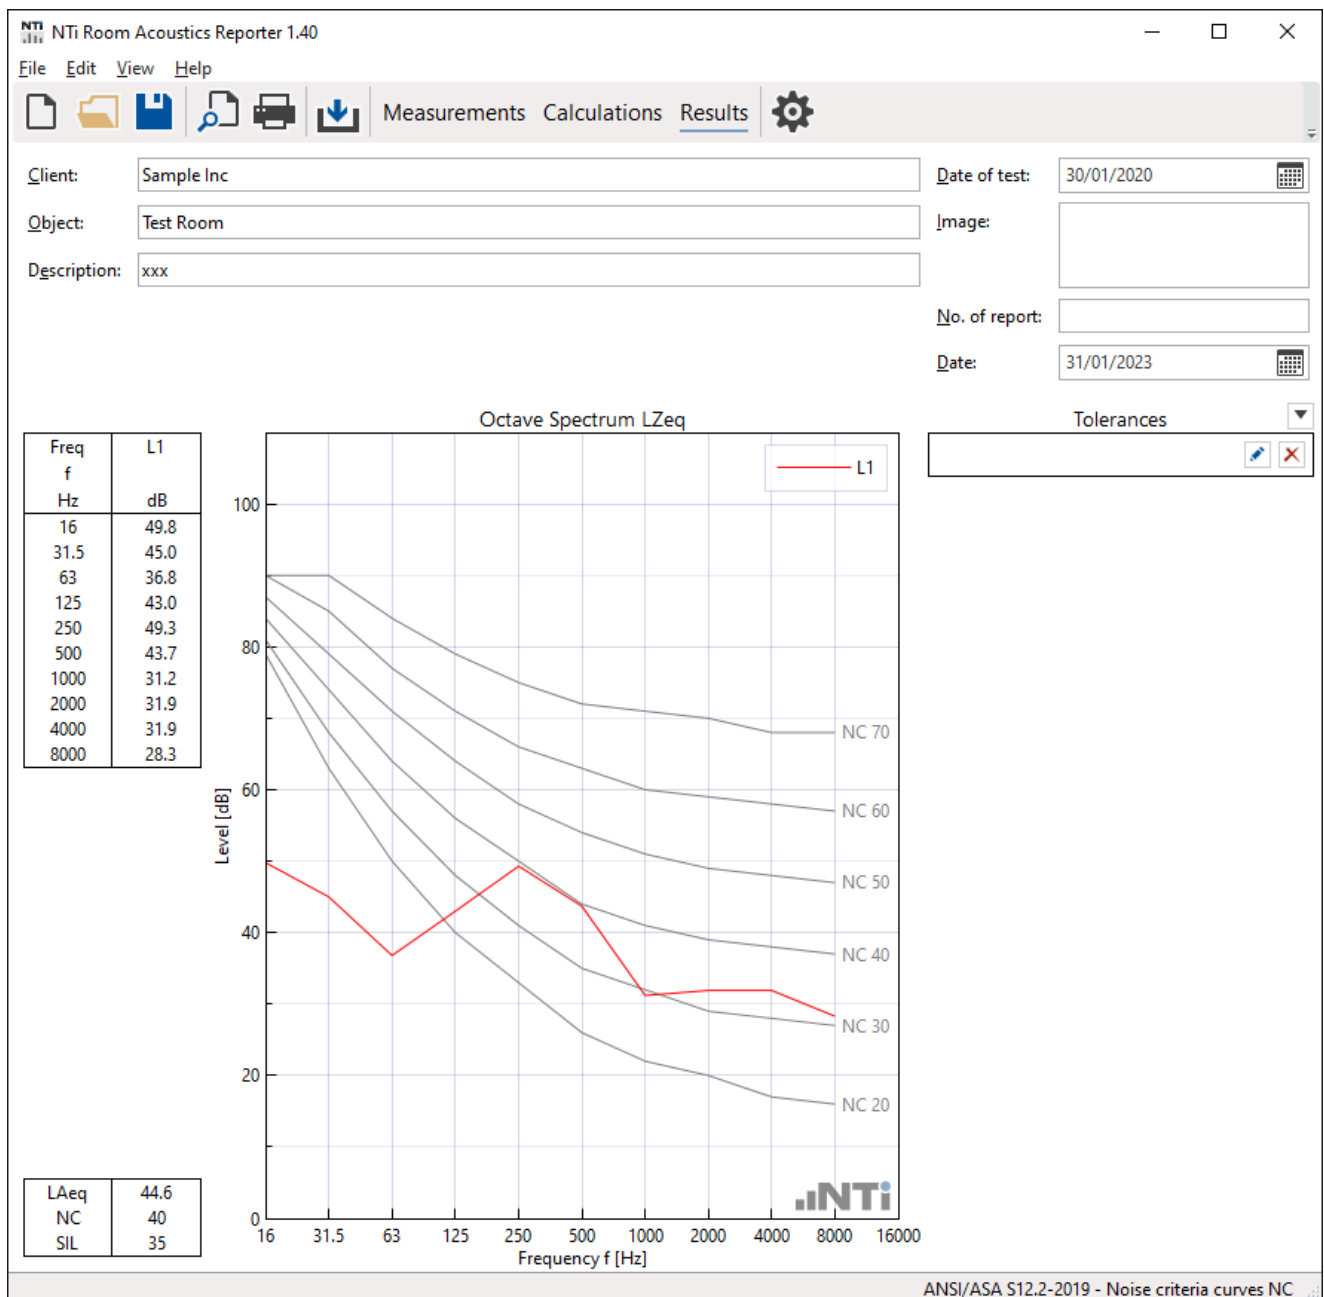 NTi NTi Room Acoustics Reporter 1.40
File Edit View Help
Measurements Calculations Results
Client: Sample Inc
Date of test: 30/01/2020
Object: Test Room
Image:
Description: xxx
No. of report:
Date: 31/01/2023
Octave Spectrum LZeq
Tolerances
Freq L1
f
Hz dB
16 49.8
31.5 45.0
63 36.8
125 43.0
250 49.3
500 43.7
1000 31.2
2000 31.9
4000 31.9
8000 28.3
LAeq 44.6
NC 40
SIL 35
L1
Level [dB]
100
80
60
40
20
0
NC 70
NC 60
NC 50
NC 40
NC 30
NC 20
NTi
16 31.5 63 125 250 500 1000 2000 4000 8000 16000
Frequency f [Hz]
ANSI/ASA S12.2-2019 - Noise criteria curves NC